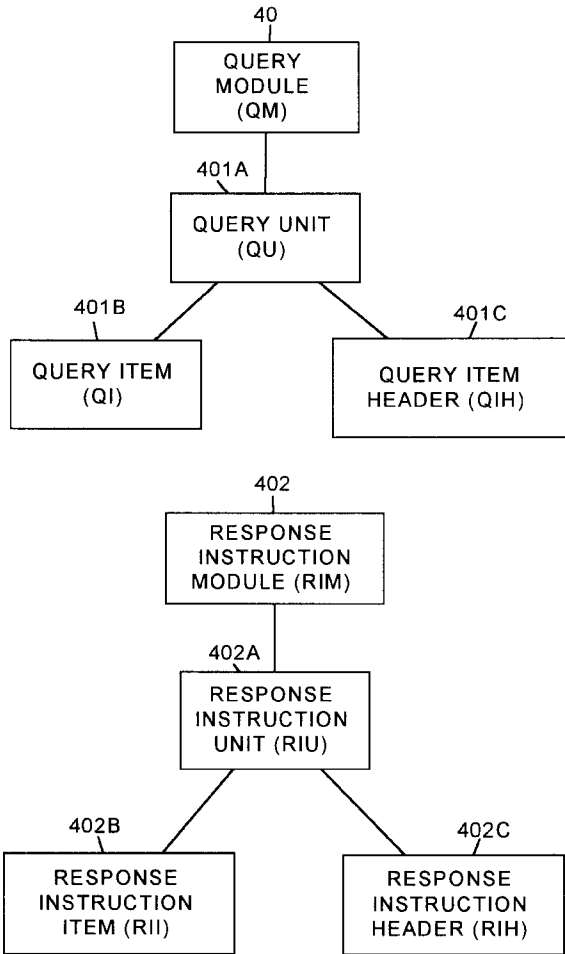 40
QUERY
MODULE
(QM)
401A
QUERY UNIT
(QU)
401B
QUERY ITEM
(QI)
401C
QUERY ITEM
HEADER (QIH)
402
RESPONSE
INSTRUCTION
MODULE (RIM)
402A
RESPONSE
INSTRUCTION
UNIT (RIU)
402B
RESPONSE
INSTRUCTION
ITEM (RII)
402C
RESPONSE
INSTRUCTION
HEADER (RIH)